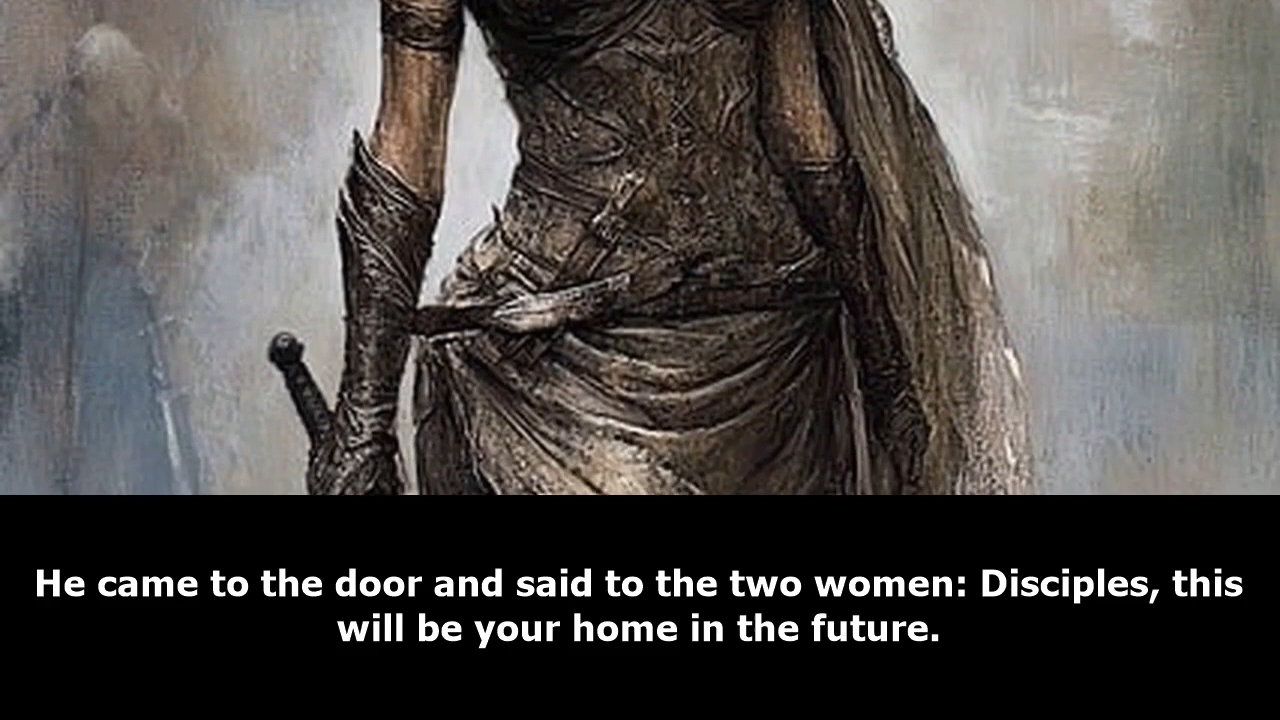 He came to the door and said to the two women: Disciples, this
will be your home in the future.